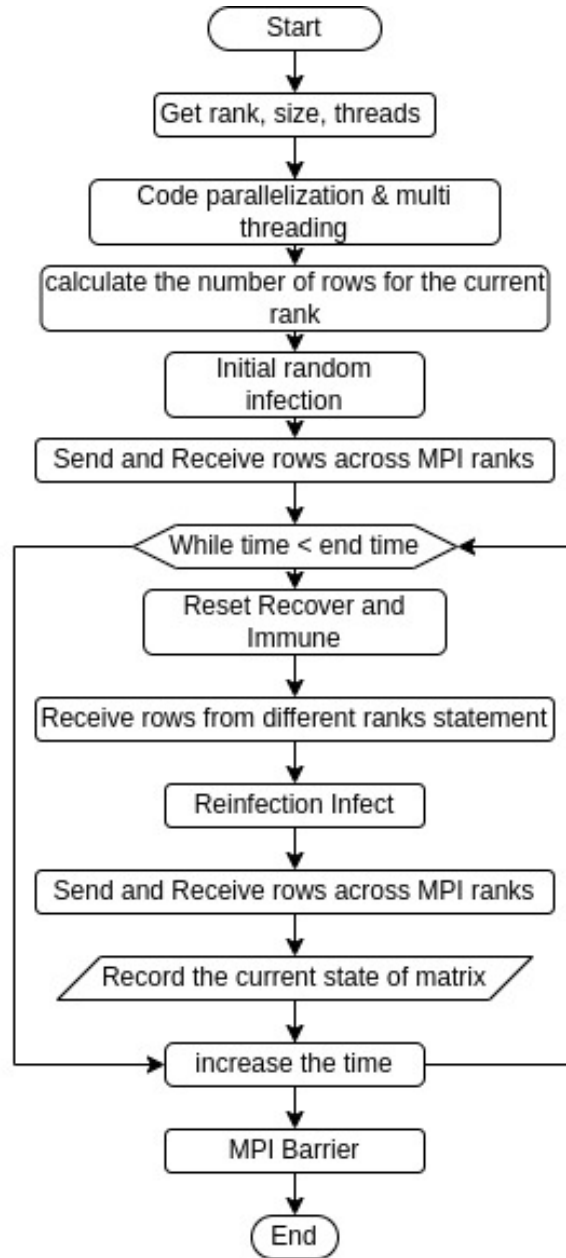 Start
Get rank, size, threads
Code parallelization & multi
threading
calculate the number of rows for the current
rank
Initial random
infection
Send and Receive rows across MPI ranks
While time < end time
Reset Recover and
Immune
Receive rows from different ranks statement
Reinfection Infect
Send and Receive rows across MPI ranks
Record the current state of matrix
increase the time
MPI Barrier
End